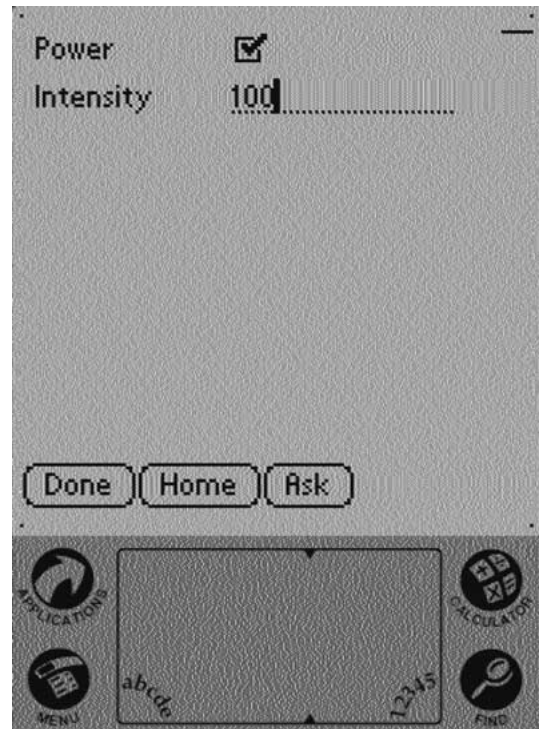 Power
Intensity 100
Done Home Ask
APPLICATIONS
CALCULATOR
MENU
abcde
12345
FIND